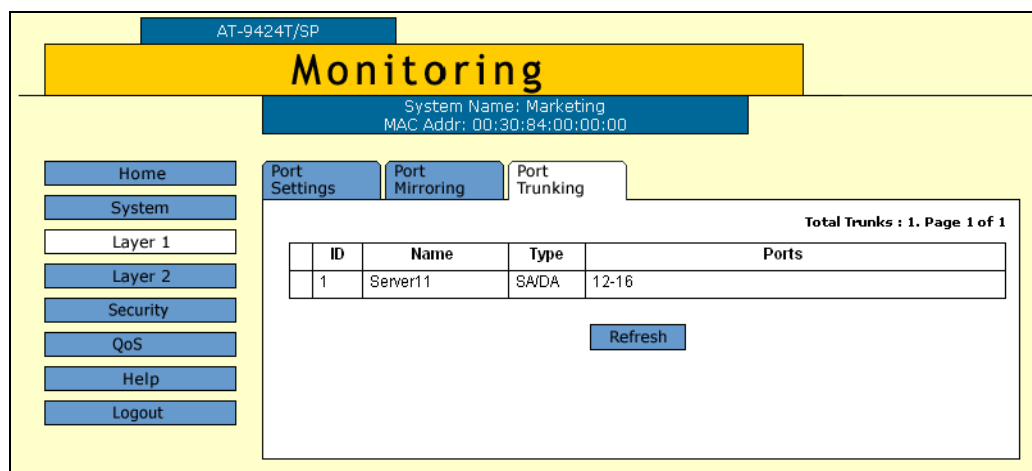 AT-9424T/SP
Monitoring
System Name: Marketing
MAC Addr: 00:30:84:00:00:00
Home
System
Layer 1
Layer 2
Security
QoS
Help
Logout
Port Settings
Port Mirroring
Port Trunking
Total Trunks : 1. Page 1 of 1
ID Name Type Ports
1 Server11 SA/DA 12-16
Refresh